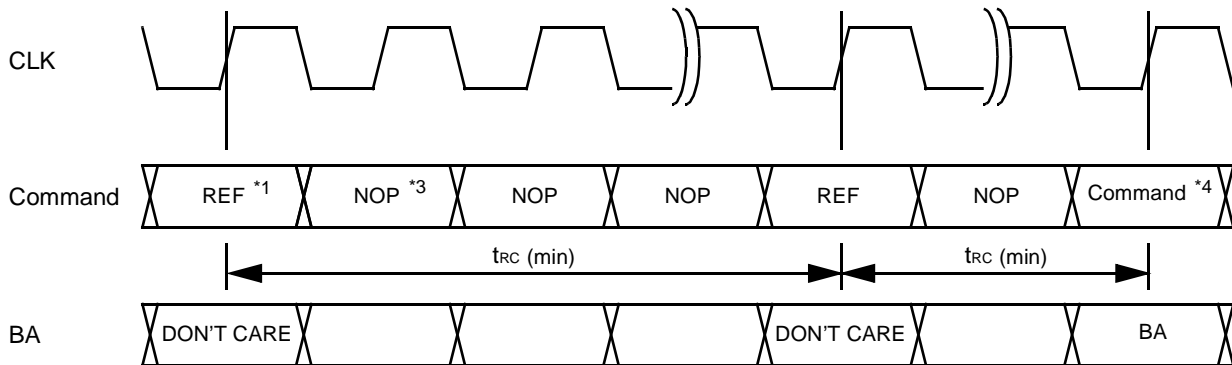 CLK
Command REF *1 NOP *3 NOP NOP REF NOP Command *4
tRC (min) tRC (min)
BA DON'T CARE DON'T CARE BA